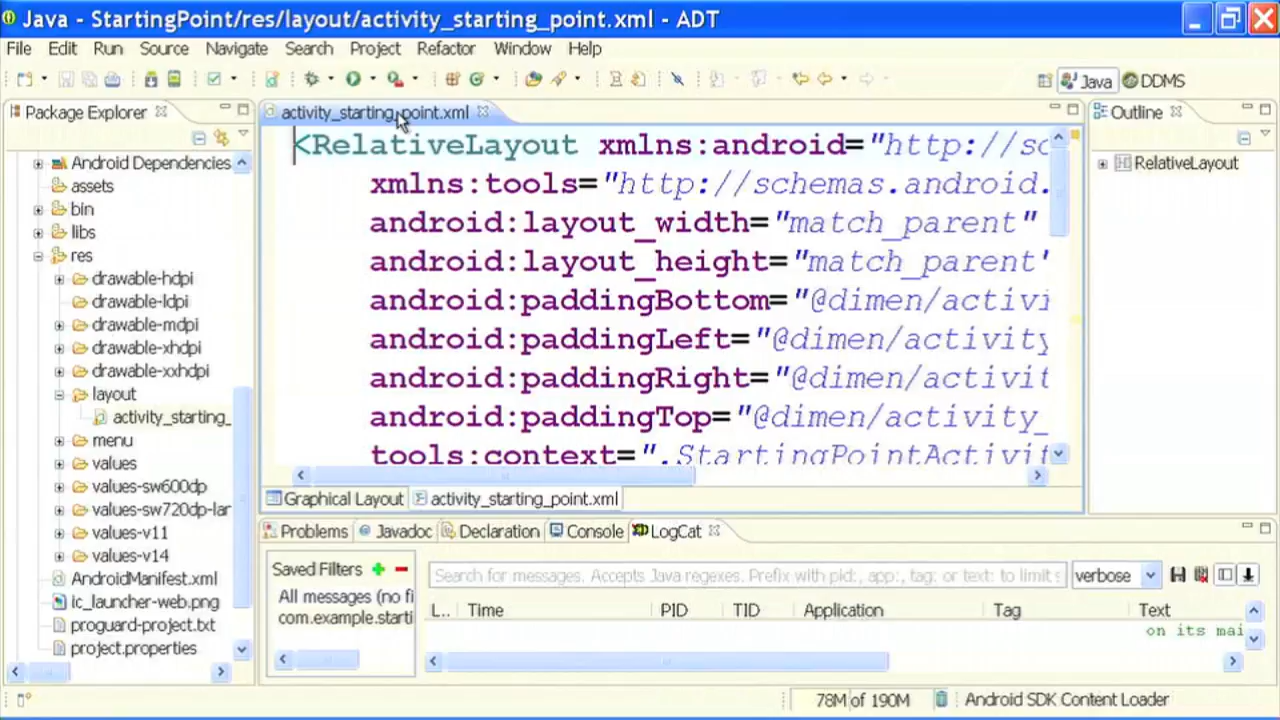 Java - StartingPoint/res/layout/activity_starting_point.xml - ADT
File Edit Run Source Navigate Search Project Refactor Window Help
Java DDMS
Package Explorer
Android Dependencies
assets
bin
libs
res
drawable-hdpi
drawable-ldpi
drawable-mdpi
drawable-xhdpi
drawable-xxhdpi
layout
activity_starting_
menu
values
values-sw600dp
values-sw720dp-lar
values-v11
values-v14
AndroidManifest.xml
ic_launcher-web.png
proguard-project.txt
project.properties
activity_starting_point.xml
<RelativeLayout xmlns:android="http://sc
xmlns:tools="http://schemas.android.
android:layout_width="match_parent"
android:layout_height="match_parent"
android:paddingBottom="@dimen/activi
android:paddingLeft="@dimen/activity
android:paddingRight="@dimen/activit
android:paddingTop="@dimen/activity_
tools:context=".StartingPointActivit
Graphical Layout activity_starting_point.xml
Outline
RelativeLayout
Problems @ Javadoc Declaration Console LogCat
Saved Filters
All messages (no fi
com.example.starti
Search for messages. Accepts Java regexes. Prefix with pid:, app:, tag: or text: to limit s
verbose
L... Time PID TID Application Tag Text
on its mai
78M of 190M Android SDK Content Loader